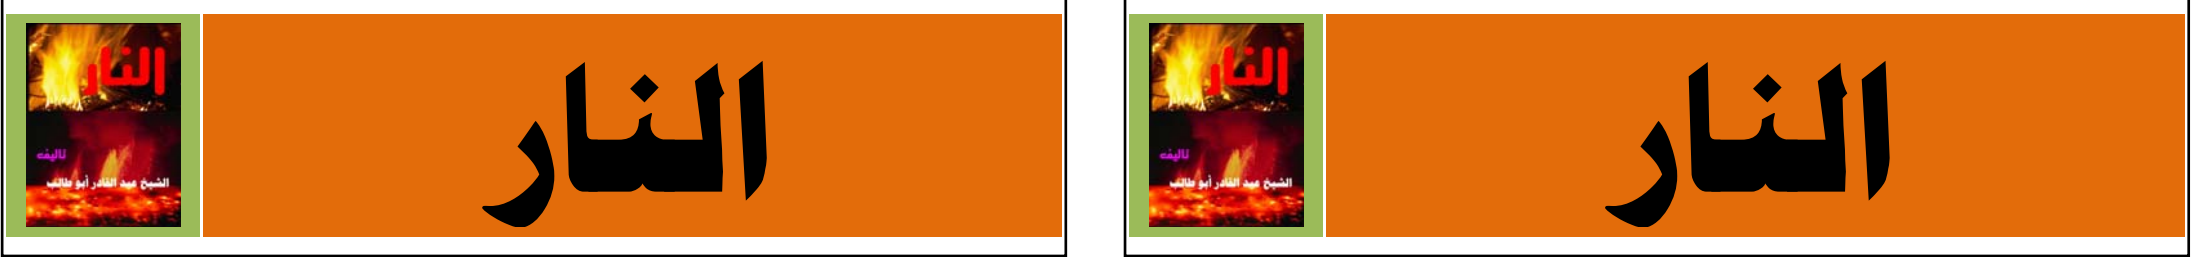 النار
النار
تأليف
الشيخ عبد القادر أبو طالب
النار
النار
تأليف
الشيخ عبد القادر أبو طالب